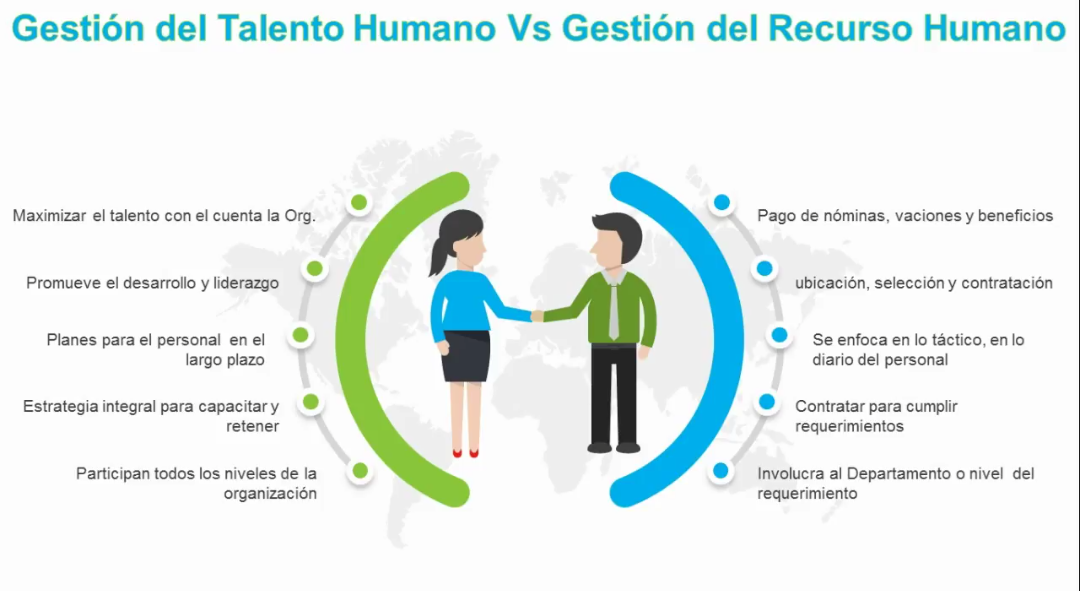 Gestión del Talento Humano Vs Gestión del Recurso Humano
Maximizar el talento con el cuenta la Org.
Promueve el desarrollo y liderazgo
Planes para el personal en el
largo plazo
Estrategia integral para capacitar y
retener
Participan todos los niveles de la
organización
Pago de nóminas, vaciones y beneficios
ubicación, selección y contratación
Se enfoca en lo táctico, en lo
diario del personal
Contratar para cumplir
requerimientos
Involucra al Departamento o nivel del
requerimiento